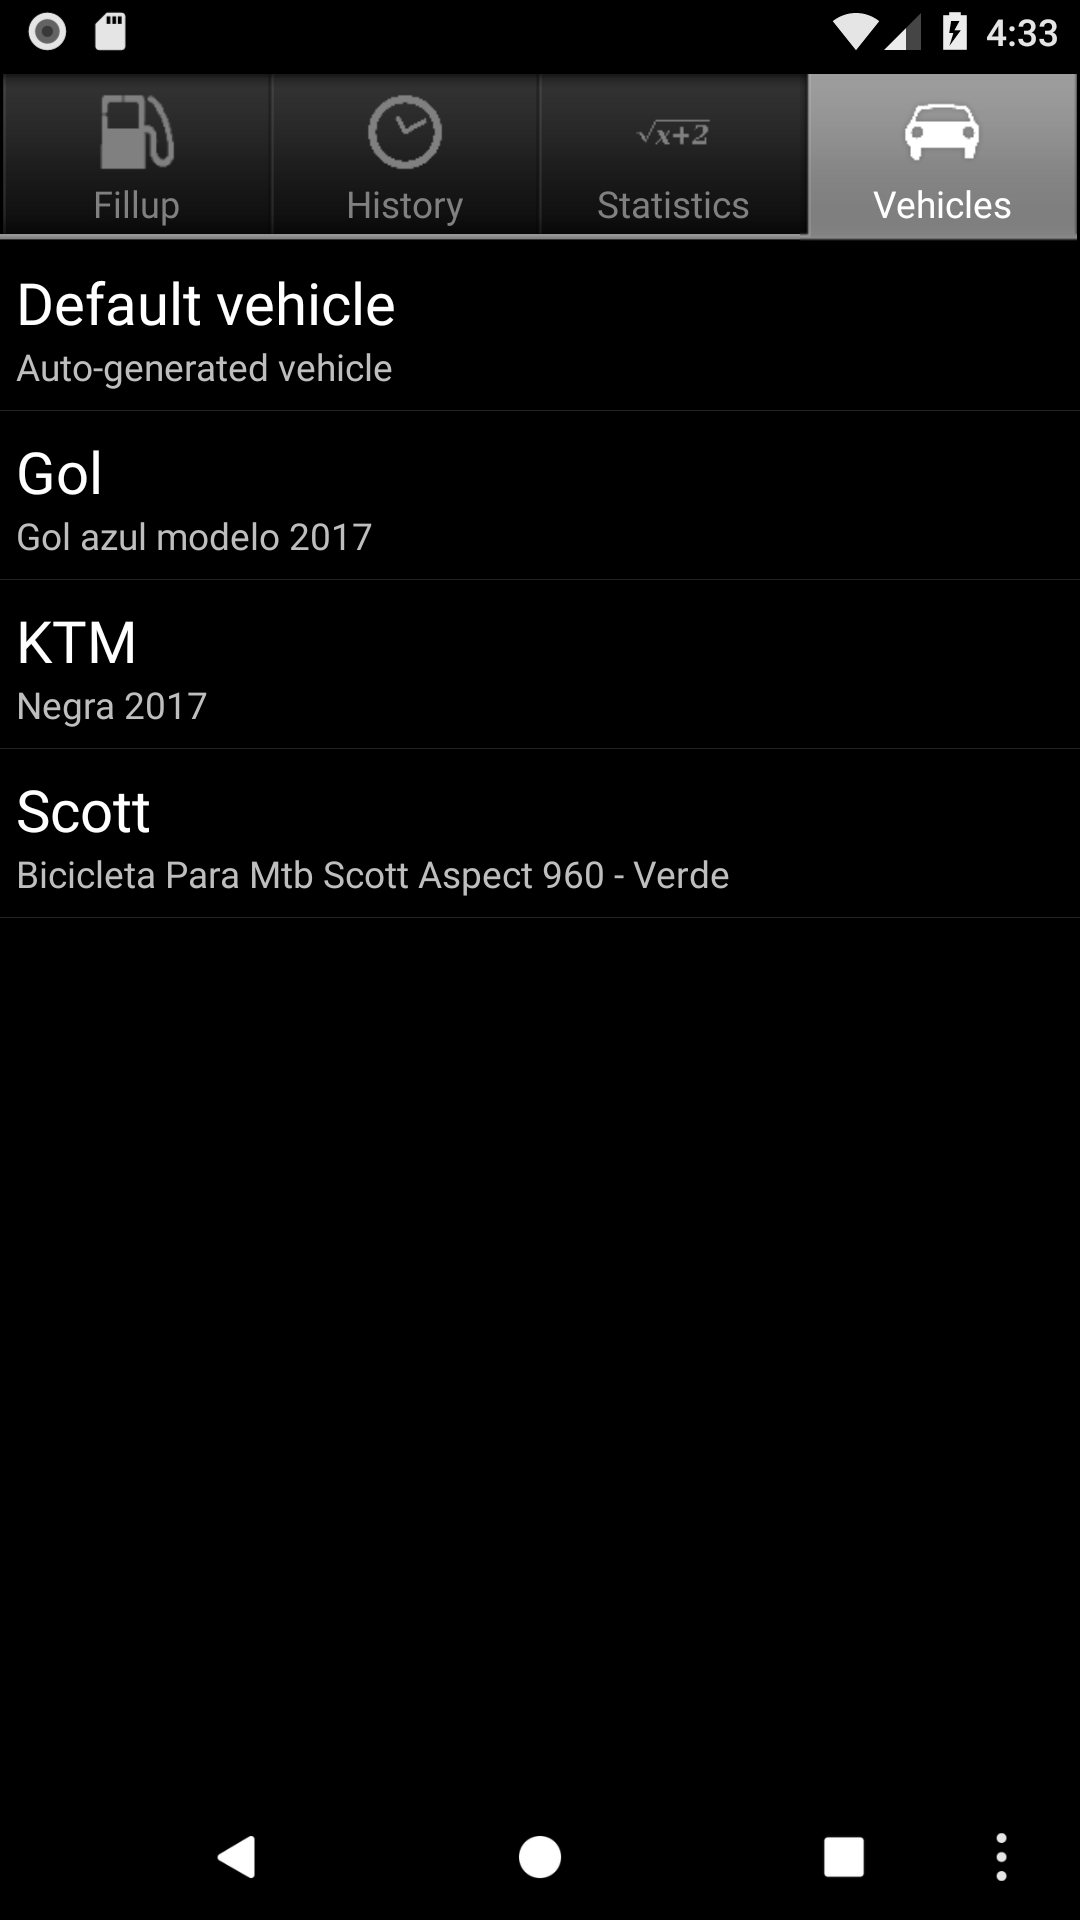 4:33
Fillup
History
√x+2
Statistics
Vehicles
Default vehicle
Auto-generated vehicle
Gol
Gol azul modelo 2017
KTM
Negra 2017
Scott
Bicicleta Para Mtb Scott Aspect 960 - Verde